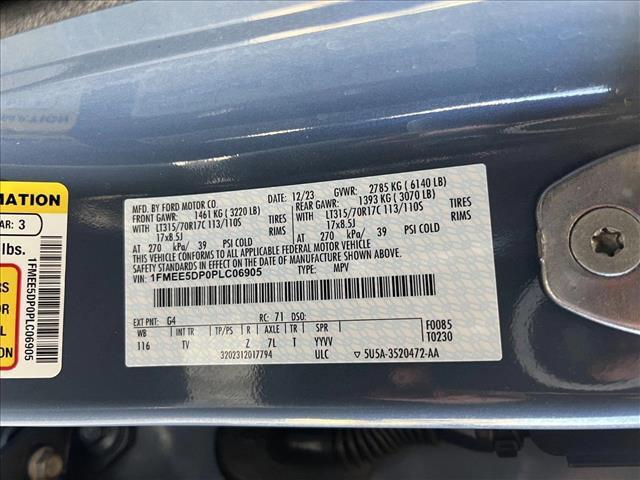 MFD. BY FORD MOTOR CO.
DATE: 12/23
GVWR: 2785 KG ( 6140 LB)
FRONT GAWR: 1461 KG ( 3220 LB)
REAR GAWR: 1393 KG ( 3070 LB)
LT315/70R17C 113/110S TIRES
WITH LT315/70R17C 113/110S TIRES
17x8.5J RIMS
17x8.5J RIMS
AT 270 kPa/ 39 PSI COLD
AT 270 kPa/ 39 PSI COLD
THIS VEHICLE CONFORMS TO ALL APPLICABLE FEDERAL MOTOR VEHICLE
SAFETY STANDARDS IN EFFECT ON THE DATE OF MANUFACTURE SHOWN ABOVE.
VIN: 1FMEE5DP0PLC06905
TYPE: MPV
EXT PNT: G4 RC: 71 DSO:
WB INT TR TP/PS R AXLE TR SPR
116 TV Z 7L T YYVV
320231201 7794 ULC
F0085
T0230
5U5A-3520472-AA
MATION
AR: 3
lbs.
1FMEE5DP0PLC06905